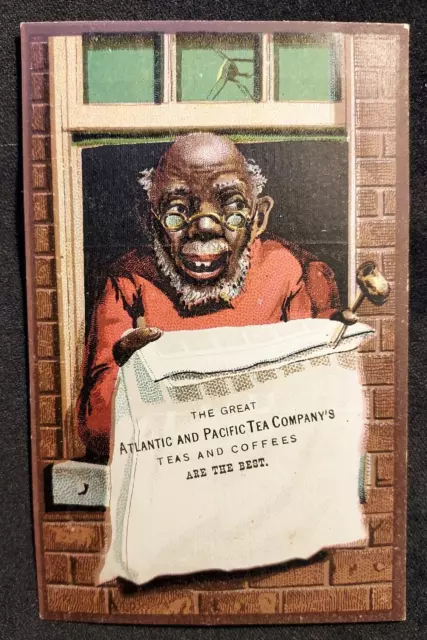 THE GREAT
ATLANTIC AND PACIFIC TEA COMPANY'S
TEAS AND COFFEES
ARE THE BEST.